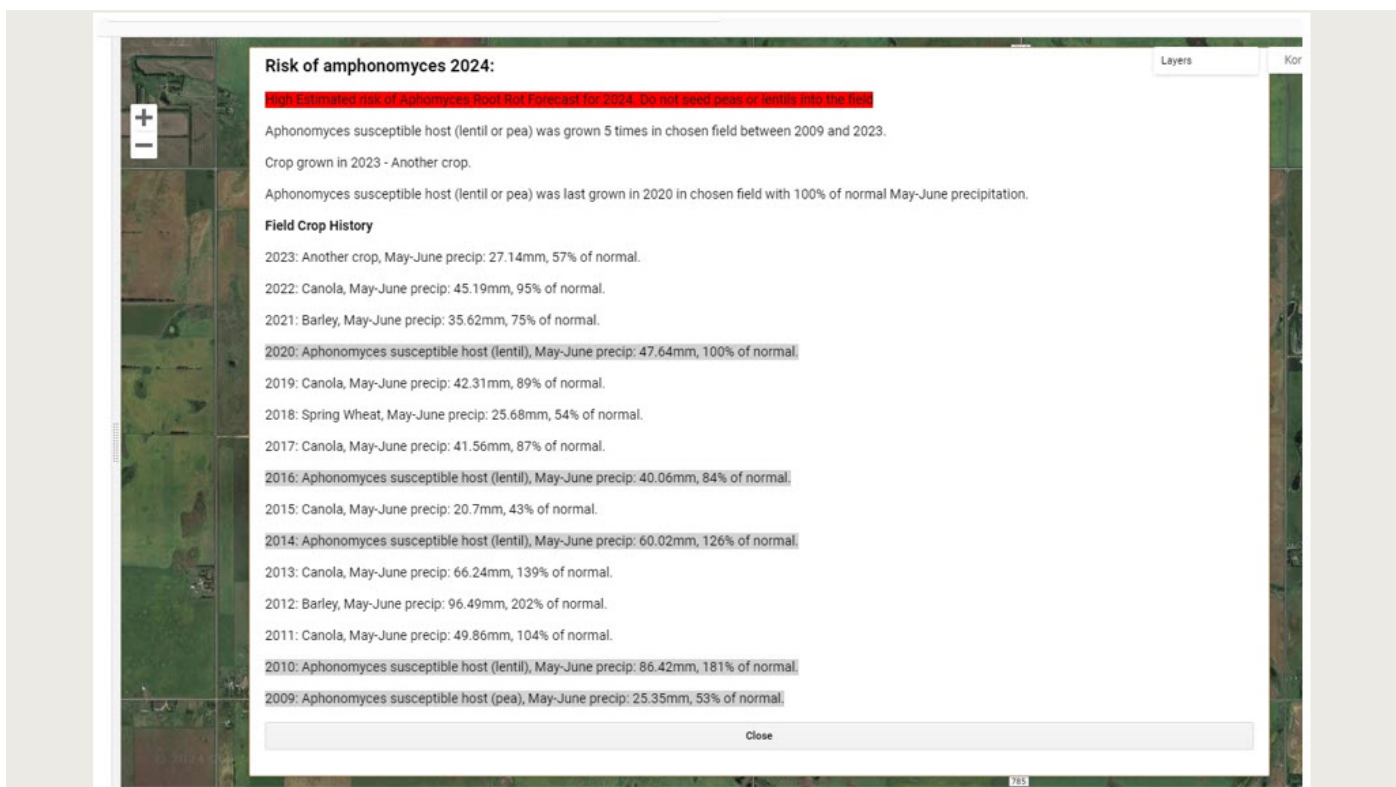 Layers
Kor
Risk of amphonomyces 2024:
High Estimated risk of Aphomyces Root Rot Forecast for 2024. Do not seed peas or lentils into the field
Aphonomyces susceptible host (lentil or pea) was grown 5 times in chosen field between 2009 and 2023.
Crop grown in 2023 - Another crop.
Aphonomyces susceptible host (lentil or pea) was last grown in 2020 in chosen field with 100% of normal May-June precipitation.
Field Crop History
2023: Another crop, May-June precip: 27.14mm, 57% of normal.
2022: Canola, May-June precip: 45.19mm, 95% of normal.
2021: Barley, May-June precip: 35.62mm, 75% of normal.
2020: Aphonomyces susceptible host (lentil), May-June precip: 47.64mm, 100% of normal.
2019: Canola, May-June precip: 42.31mm, 89% of normal.
2018: Spring Wheat, May-June precip: 25.68mm, 54% of normal.
2017: Canola, May-June precip: 41.56mm, 87% of normal.
2016: Aphonomyces susceptible host (lentil), May-June precip: 40.06mm, 84% of normal.
2015: Canola, May-June precip: 20.7mm, 43% of normal.
2014: Aphonomyces susceptible host (lentil), May-June precip: 60.02mm, 126% of normal.
2013: Canola, May-June precip: 66.24mm, 139% of normal.
2012: Barley, May-June precip: 96.49mm, 202% of normal.
2011: Canola, May-June precip: 49.86mm, 104% of normal.
2010: Aphonomyces susceptible host (lentil), May-June precip: 86.42mm, 181% of normal.
2009: Aphonomyces susceptible host (pea), May-June precip: 25.35mm, 53% of normal.
Close
785